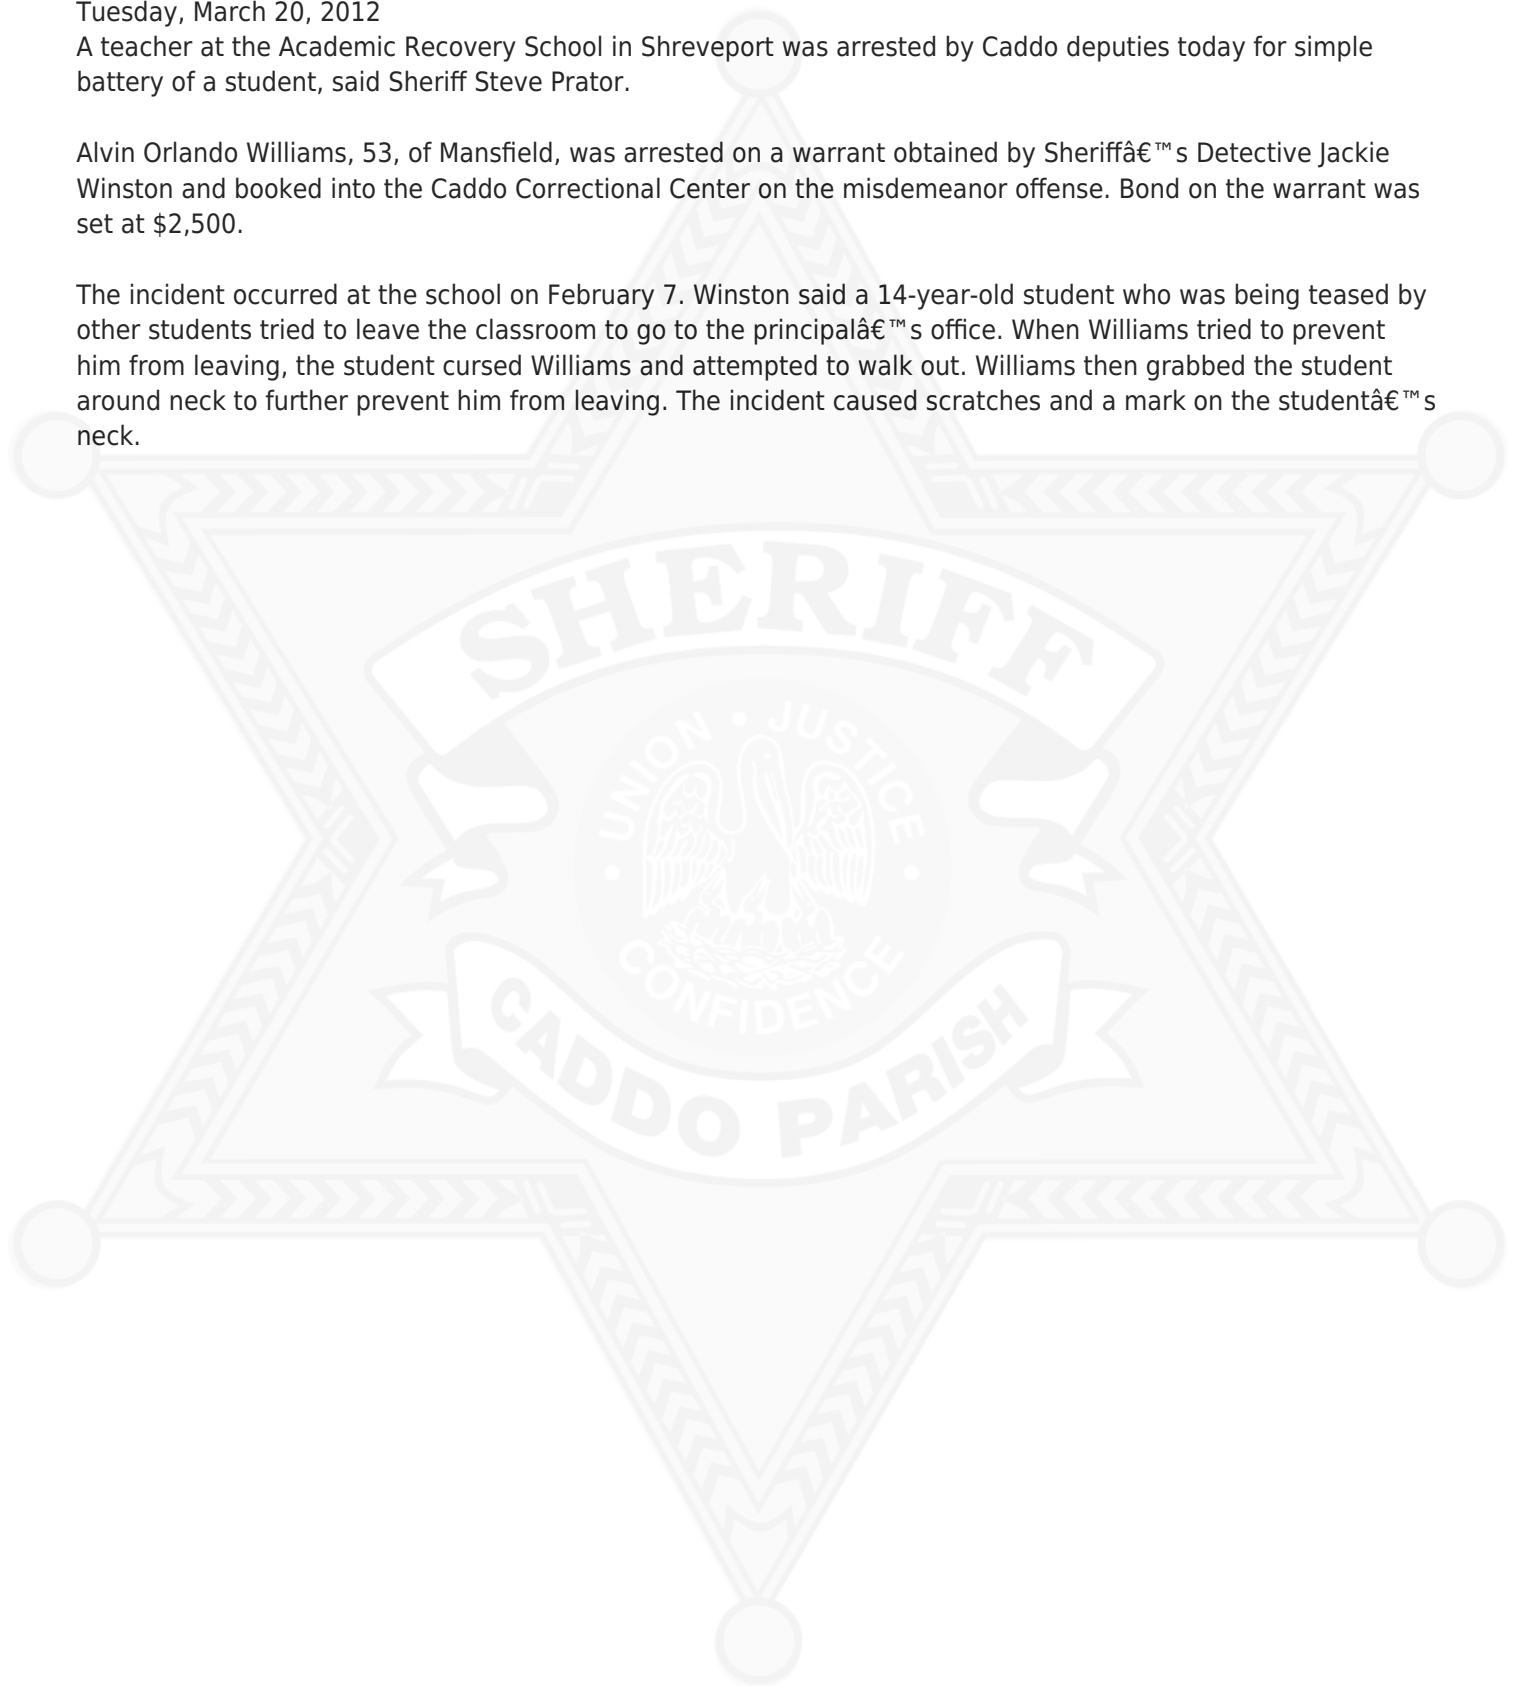 Tuesday, March 20, 2012
A teacher at the Academic Recovery School in Shreveport was arrested by Caddo deputies today for simple
battery of a student, said Sheriff Steve Prator.
Alvin Orlando Williams, 53, of Mansfield, was arrested on a warrant obtained by Sheriffâ€™s Detective Jackie
Winston and booked into the Caddo Correctional Center on the misdemeanor offense. Bond on the warrant was
set at $2,500.
The incident occurred at the school on February 7. Winston said a 14-year-old student who was being teased by
other students tried to leave the classroom to go to the principalâ€™s office. When Williams tried to prevent
him from leaving, the student cursed Williams and attempted to walk out. Williams then grabbed the student
around neck to further prevent him from leaving. The incident caused scratches and a mark on the studentâ€™s
neck.
SHERIFF
UNION • JUSTICE
• CONFIDENCE •
CADDO PARISH